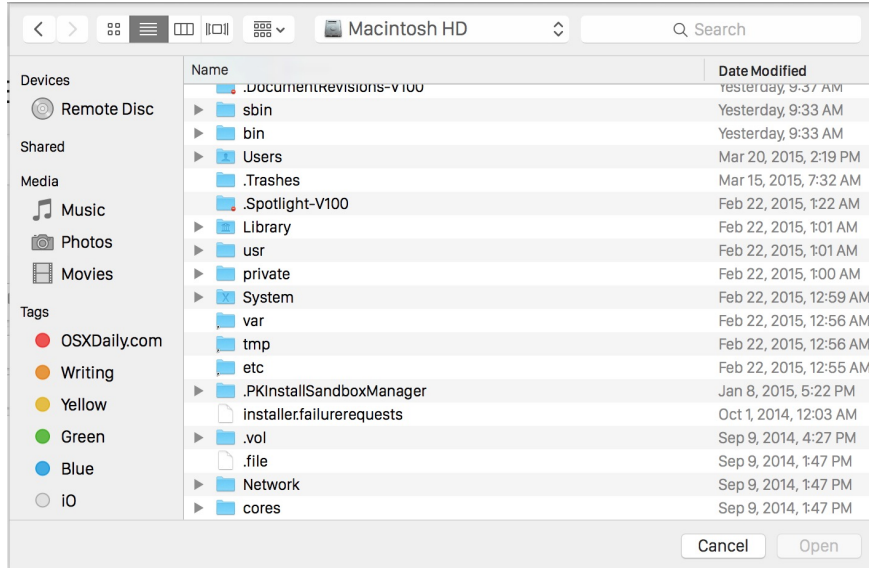 Macintosh HD
Search
Devices
Remote Disc
Shared
Media
Music
Photos
Movies
Tags
OSXDaily.com
Writing
Yellow
Green
Blue
iO
Name Date Modified
.DocumentRevisions-V100 Yesterday, 9:37 AM
sbin Yesterday, 9:33 AM
bin Yesterday, 9:33 AM
Users Mar 20, 2015, 2:19 PM
.Trashes Mar 15, 2015, 7:32 AM
.Spotlight-V100 Feb 22, 2015, 1:22 AM
Library Feb 22, 2015, 1:01 AM
usr Feb 22, 2015, 1:01 AM
private Feb 22, 2015, 1:00 AM
System Feb 22, 2015, 12:59 AM
var Feb 22, 2015, 12:56 AM
tmp Feb 22, 2015, 12:56 AM
etc Feb 22, 2015, 12:55 AM
.PKInstallSandboxManager Jan 8, 2015, 5:22 PM
installer.failurerequests Oct 1, 2014, 12:03 AM
.vol Sep 9, 2014, 4:27 PM
.file Sep 9, 2014, 1:47 PM
Network Sep 9, 2014, 1:47 PM
cores Sep 9, 2014, 1:47 PM
Cancel Open